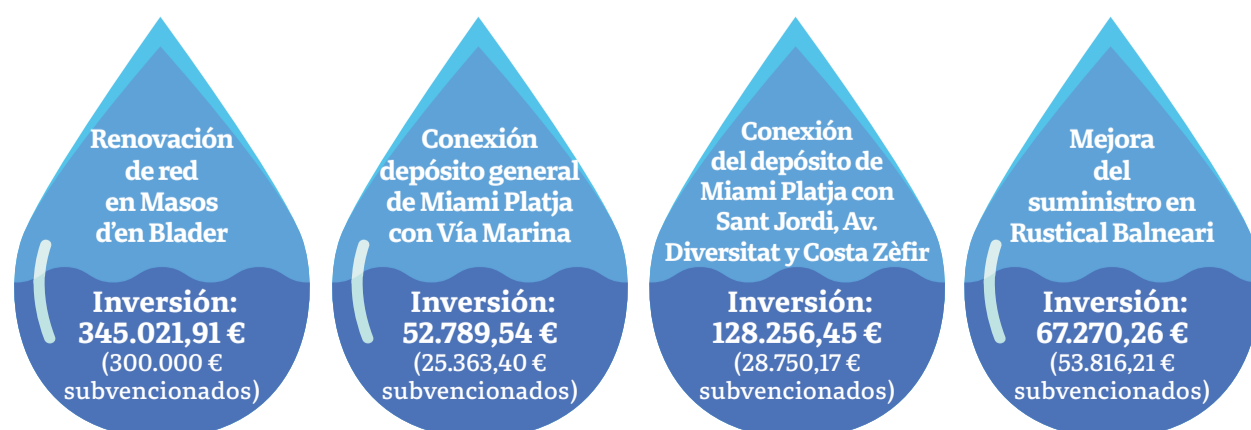 Renovación
de red
en Masos
d’en Blader
Inversión:
345.021,91 €
(300.000 €
subvencionados)
Conexión
depósito general
de Miami Platja
con Vía Marina
Inversión:
52.789,54 €
(25.363,40 €
subvencionados)
Conexión
del depósito de
Miami Platja con
Sant Jordi, Av.
Diversitat y Costa Zèfir
Inversión:
128.256,45 €
(28.750,17 €
subvencionados)
Mejora
del
suministro en
Rustical Balneari
Inversión:
67.270,26 €
(53.816,21 €
subvencionados)